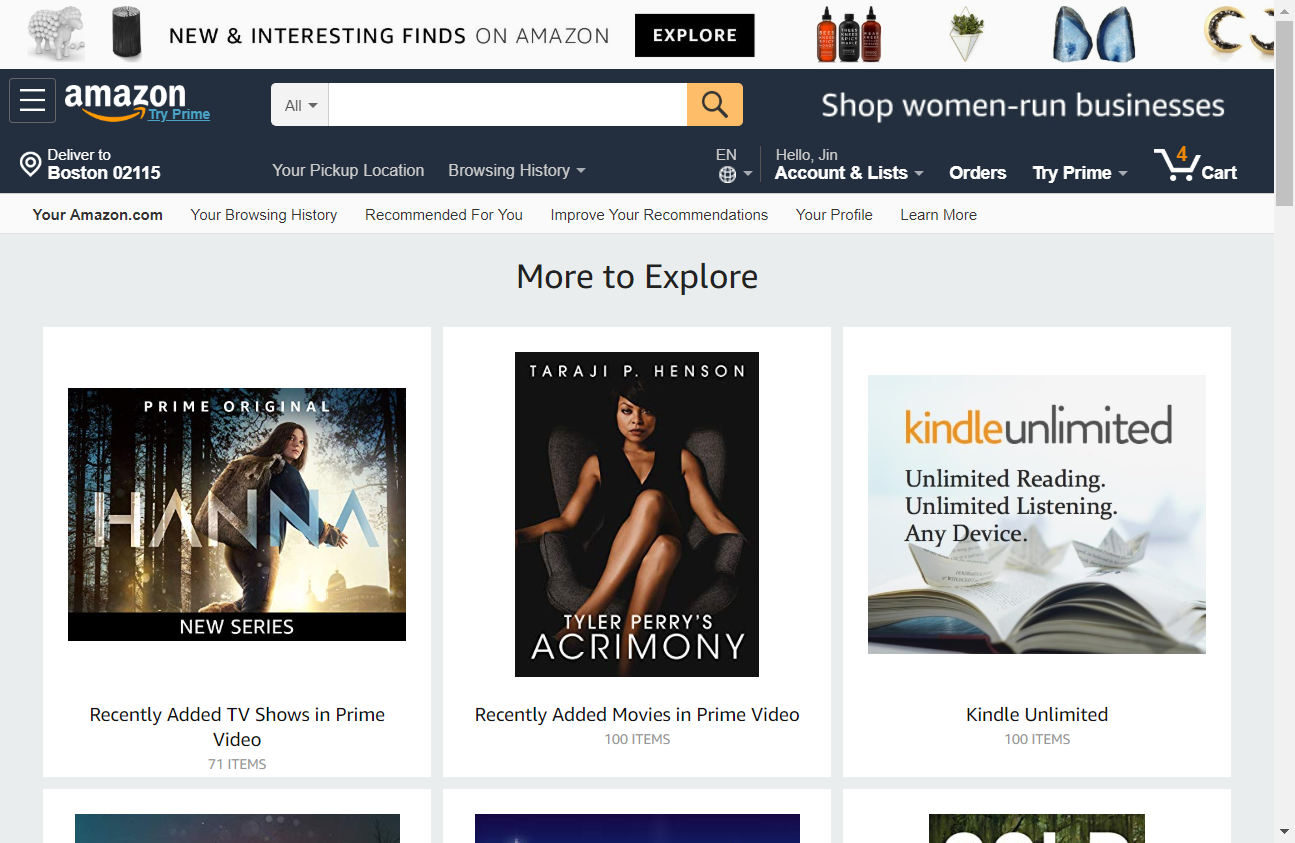 NEW & INTERESTING FINDS ON AMAZON
EXPLORE
amazon
Try Prime
All
Shop women-run businesses
Deliver to
Boston 02115
Your Pickup Location
Browsing History
EN
Hello, Jin
Account & Lists
Orders
Try Prime
4
Cart
Your Amazon.com
Your Browsing History
Recommended For You
Improve Your Recommendations
Your Profile
Learn More
More to Explore
PRIME ORIGINAL
HANNA
NEW SERIES
Recently Added TV Shows in Prime
Video
71 ITEMS
TARAJI P. HENSON
TYLER PERRY'S
ACRIMONY
Recently Added Movies in Prime Video
100 ITEMS
kindleunlimited
Unlimited Reading.
Unlimited Listening.
Any Device.
Kindle Unlimited
100 ITEMS